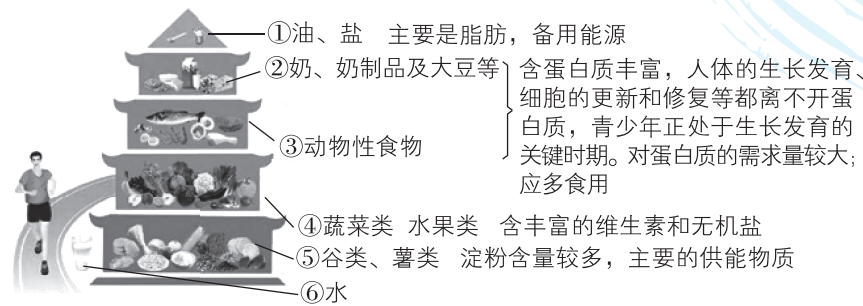 ①油、盐 主要是脂肪，备用能源
②奶、奶制品及大豆等
含蛋白质丰富，人体的生长发育、
细胞的更新和修复等都离不开蛋
白质，青少年正处于生长发育的
关键时期。对蛋白质的需求量较大；
应多食用
③动物性食物
④蔬菜类 水果类 含丰富的维生素和无机盐
⑤谷类、薯类 淀粉含量较多，主要的供能物质
⑥水